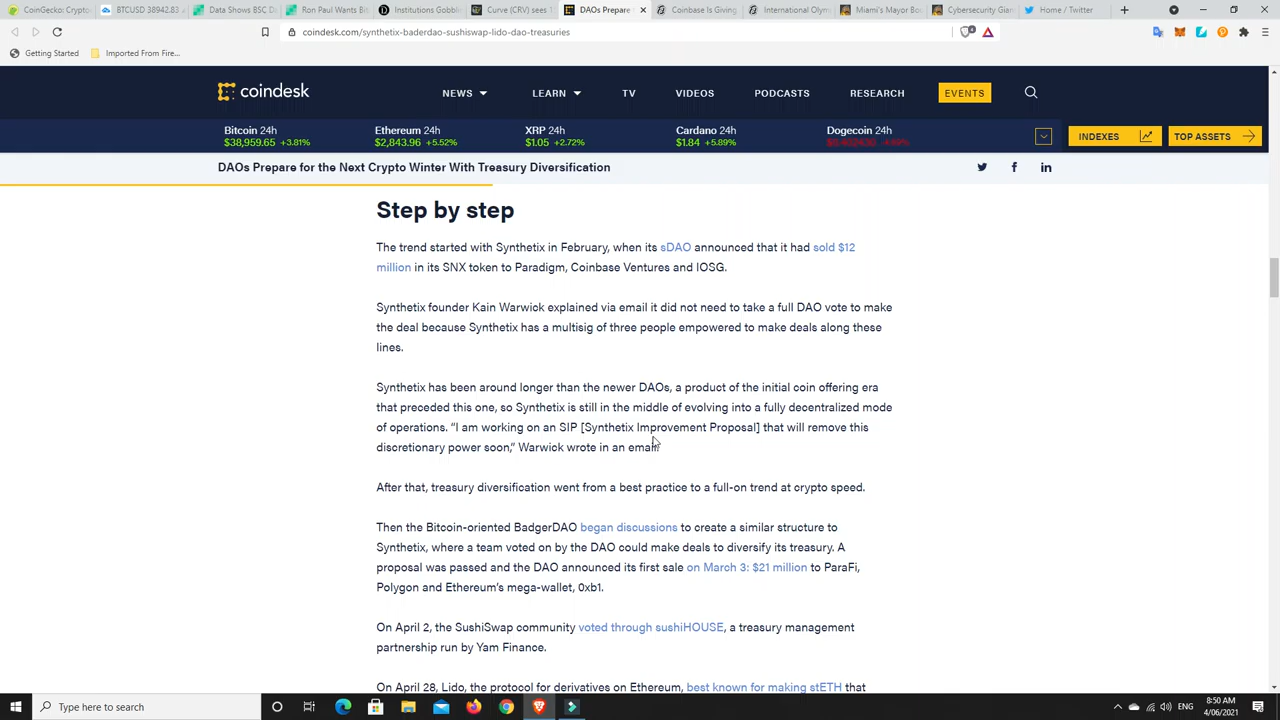 CoinGecko: Crypto
BTCUSD 38942.83
Data Shows BSC D
Ron Paul Wants Bi
Institutions Gobbli
Curve (CRV) sees 1
DAOs Prepare
Coinbase Is Giving
International Olym
Miami's Mayor Bo
Cybersecurity Gian
Home / Twitter
coindesk.com/synthetix-baderdao-sushiswap-lido-dao-treasuries
Getting Started
Imported From Fire...
coindesk
NEWS
LEARN
TV
VIDEOS
PODCASTS
RESEARCH
EVENTS
Bitcoin 24h
$38,959.65 +3.81%
Ethereum 24h
$2,843.96 +5.52%
XRP 24h
$1.05 +2.72%
Cardano 24h
$1.84 +5.89%
Dogecoin 24h
INDEXES
TOP ASSETS
DAOs Prepare for the Next Crypto Winter With Treasury Diversification
Step by step
The trend started with Synthetix in February, when its sDAO announced that it had sold $12
million in its SNX token to Paradigm, Coinbase Ventures and IOSG.
Synthetix founder Kain Warwick explained via email it did not need to take a full DAO vote to make
the deal because Synthetix has a multisig of three people empowered to make deals along these
lines.
Synthetix has been around longer than the newer DAOs, a product of the initial coin offering era
that preceded this one, so Synthetix is still in the middle of evolving into a fully decentralized mode
of operations. “I am working on an SIP [Synthetix Improvement Proposal] that will remove this
discretionary power soon,” Warwick wrote in an email.
After that, treasury diversification went from a best practice to a full-on trend at crypto speed.
Then the Bitcoin-oriented BadgerDAO began discussions to create a similar structure to
Synthetix, where a team voted on by the DAO could make deals to diversify its treasury. A
proposal was passed and the DAO announced its first sale on March 3: $21 million to ParaFi,
Polygon and Ethereum’s mega-wallet, 0xb1.
On April 2, the SushiSwap community voted through sushiHOUSE, a treasury management
partnership run by Yam Finance.
On April 28, Lido, the protocol for derivatives on Ethereum, best known for making stETH that
Type here to search
ENG
8:50 AM
4/06/2021